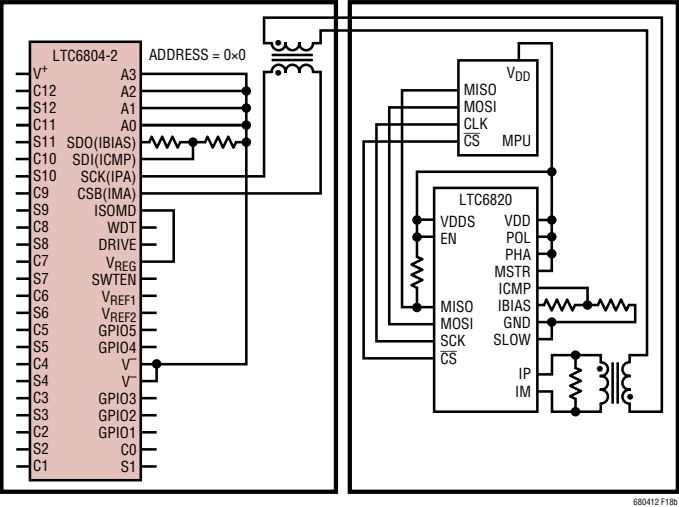 LTC6804-2
ADDRESS = 0×0
V+
C12
S12
C11
S11
C10
S10
C9
S9
C8
S8
C7
S7
C6
S6
C5
S5
C4
S4
C3
S3
C2
S2
C1
A3
A2
A1
A0
SDO(IBIAS)
SDI(ICMP)
SCK(IPA)
CSB(IMA)
ISOMD
WDT
DRIVE
VREG
SWTEN
VREF1
VREF2
GPIO5
GPIO4
V–
V–
GPIO3
GPIO2
GPIO1
C0
S1
VDD
MISO
MOSI
CLK
CS MPU
LTC6820
VDDS
EN
MISO
MOSI
SCK
CS
VDD
POL
PHA
MSTR
ICMP
IBIAS
GND
SLOW
IP
IM
680412 F18b